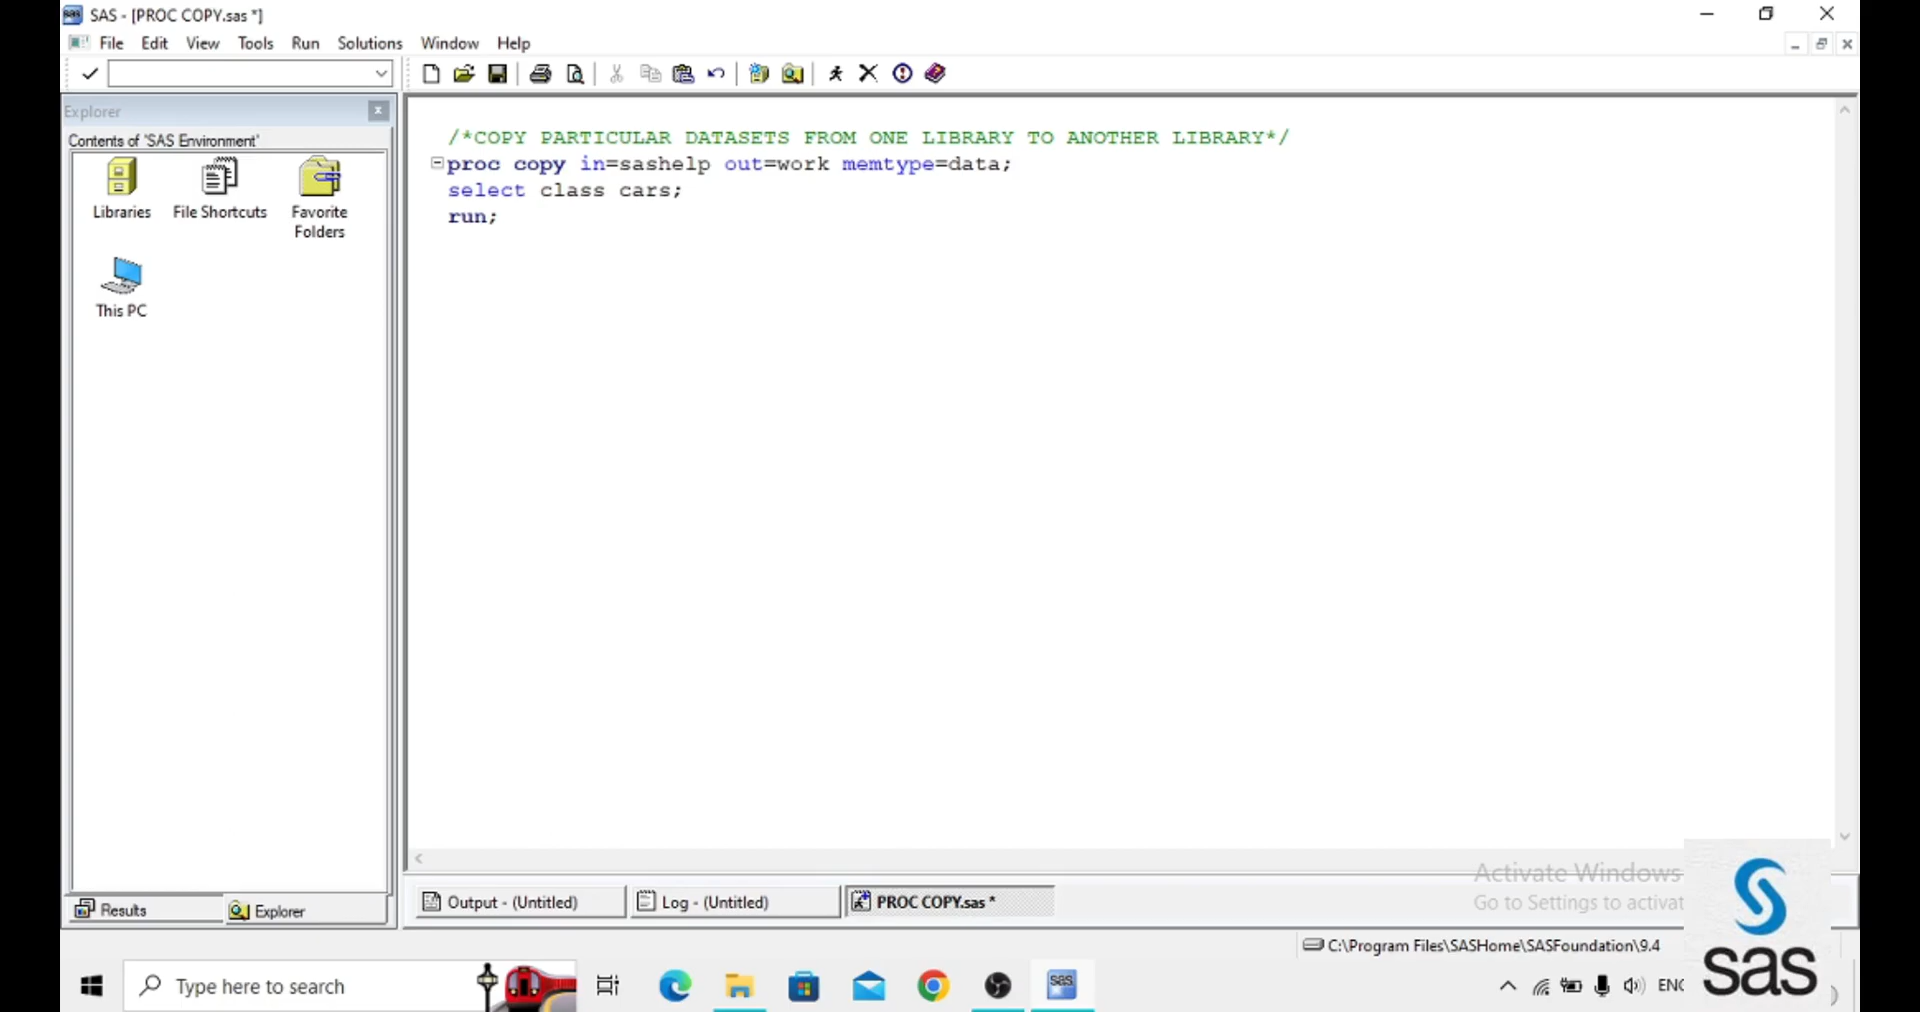 SAS - [PROC COPY.sas *]
File Edit View Tools Run Solutions Window Help
Explorer
Contents of 'SAS Environment'
Libraries
File Shortcuts
Favorite
Folders
This PC
/*COPY PARTICULAR DATASETS FROM ONE LIBRARY TO ANOTHER LIBRARY*/
proc copy in=sashelp out=work memtype=data;
select class cars;
run;
Results
Explorer
Output - (Untitled)
Log - (Untitled)
PROC COPY.sas *
Activate Windows
Go to Settings to activat
C:\Program Files\SASHome\SASFoundation\9.4
Type here to search
sas
ENG
sas